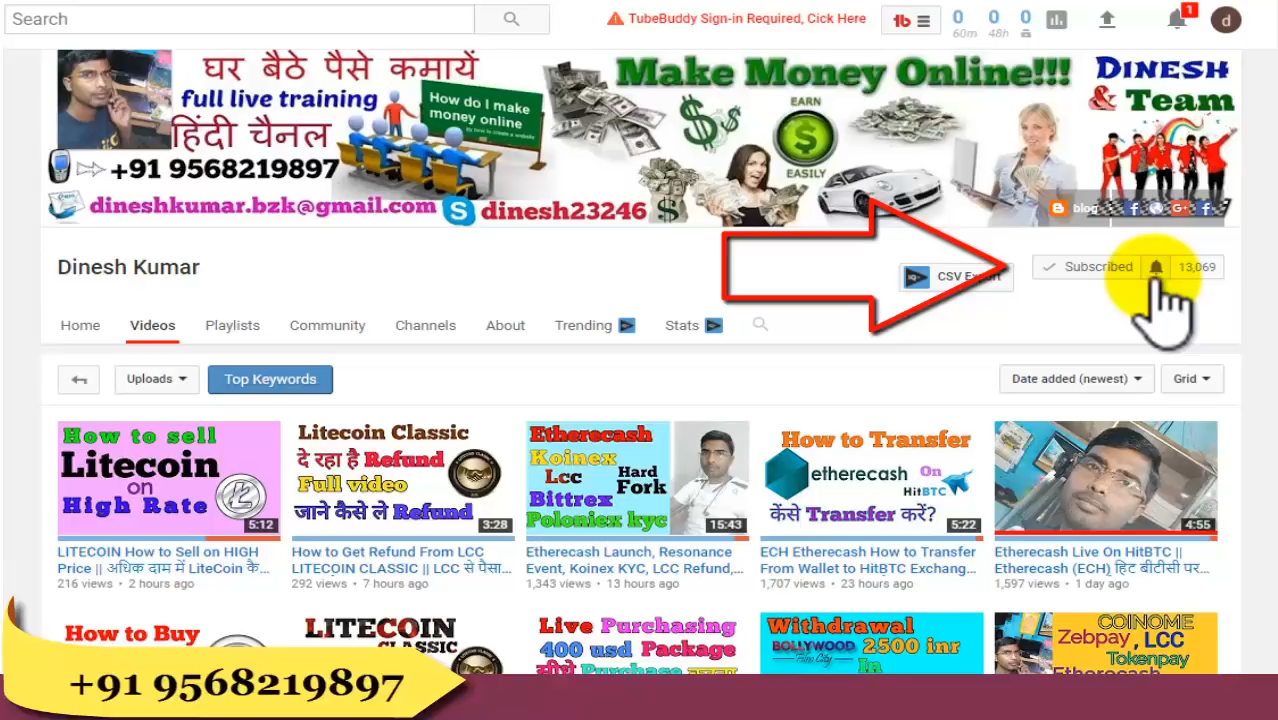 Search
TubeBuddy Sign-in Required, Cick Here
0 0 0
60m 48h
1
d
घर बैठे पैसे कमायें
full live training
हिंदी चैनल
+91 9568219897
dineshkumar.bzk@gmail.com
dinesh23246
How do I make
money online
Make Money Online!!!
EARN
EASILY
DINESH
& Team
blog
Dinesh Kumar
CSV Export
Subscribed
13,069
Home Videos Playlists Community Channels About Trending Stats
Uploads
Top Keywords
Date added (newest)
Grid
How to sell
Litecoin
on
High Rate
5:12
LITECOIN How to Sell on HIGH
Price || अधिक दाम में LiteCoin कै...
216 views • 2 hours ago
Litecoin Classic
दे रहा है Refund
Full video
जाने कैसे ले Refund
3:28
How to Get Refund From LCC
LITECOIN CLASSIC || LCC से पैसा...
292 views • 7 hours ago
Etherecash
Koinex
Lcc
Bittrex
Poloniex kyc
Hard
Fork
15:43
Etherecash Launch, Resonance
Event, Koinex KYC, LCC Refund,...
1,343 views • 13 hours ago
How to Transfer
etherecash On
HitBTC
कैंसे Transfer करें?
5:22
ECH Etherecash How to Transfer
From Wallet to HitBTC Exchang...
1,707 views • 23 hours ago
4:55
Etherecash Live On HitBTC ||
Etherecash (ECH) हिट बीटीसी पर...
1,597 views • 1 day ago
How to Buy
LITECOIN
CLASSIC
Live Purchasing
400 usd Package
सीधे Purchase
Withdrawal
BOLLYWOOD
Film City
2500 inr
In
COINOME
Zebpay, LCC
Tokenpay
Etherecash
+91 9568219897